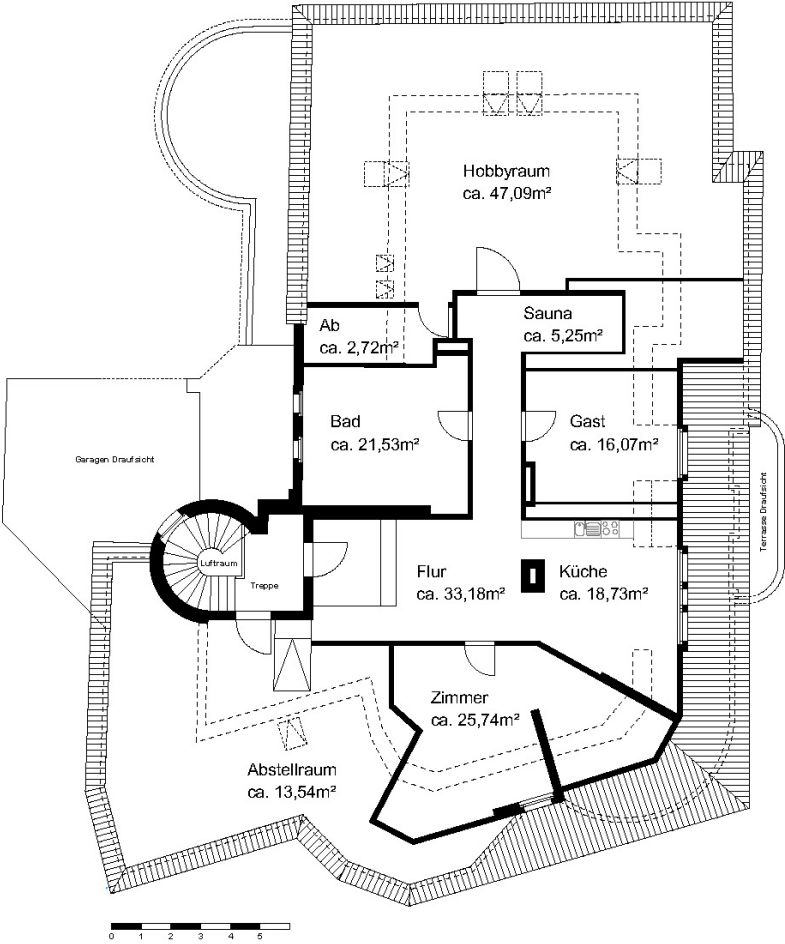 Hobbyraum
ca. 47,09m²
Ab
ca. 2,72m²
Sauna
ca. 5,25m²
Bad
ca. 21,53m²
Gast
ca. 16,07m²
Garagen Draufsicht
Terrasse Draufsicht
Luftraum
Treppe
Flur
ca. 33,18m²
Küche
ca. 18,73m²
Zimmer
ca. 25,74m²
Abstellraum
ca. 13,54m²
0 1 2 3 4 5